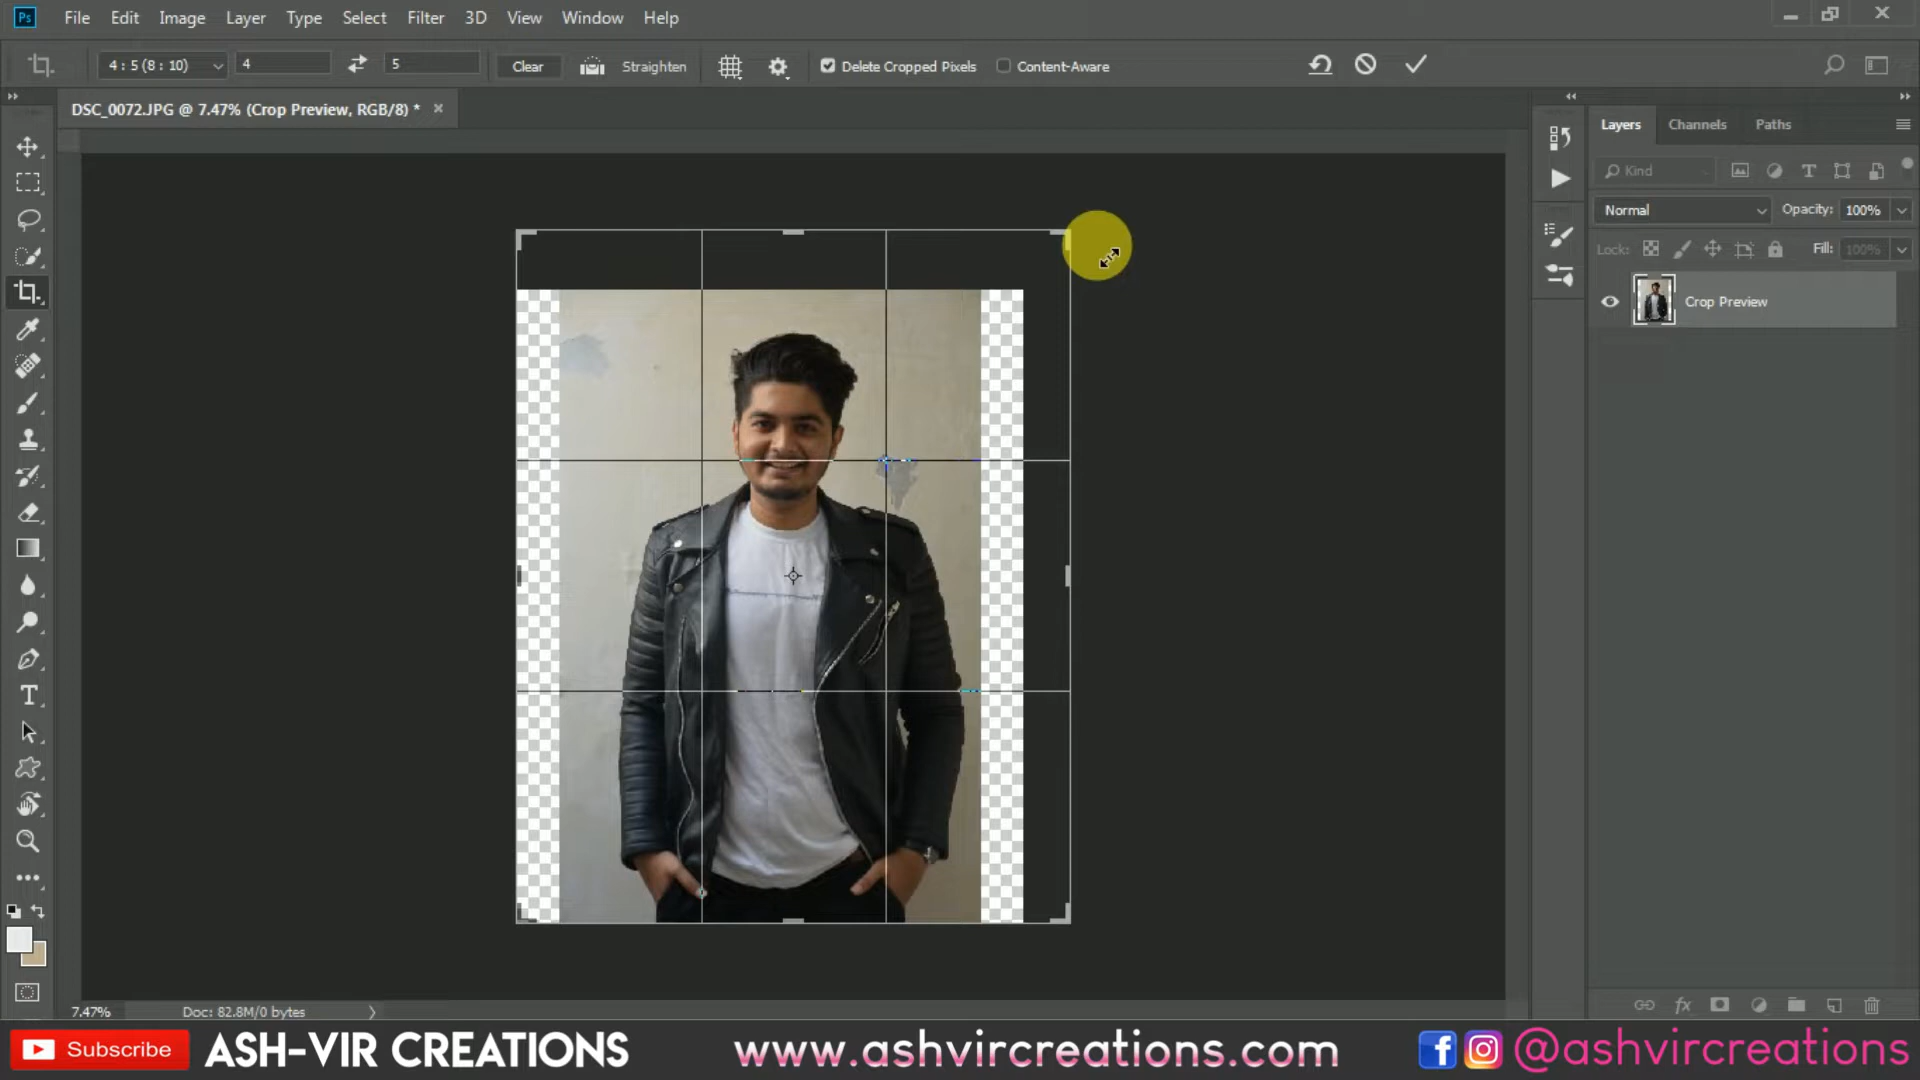 Ps File Edit Image Layer Type Select Filter 3D View Window Help
4 : 5 (8 : 10) 4 5 Clear Straighten Delete Cropped Pixels Content-Aware
DSC_0072.JPG @ 7.47% (Crop Preview, RGB/8) *
Layers Channels Paths
Kind
Normal Opacity: 100%
Lock: Fill: 100%
Crop Preview
7.47% Doc: 82.8M/0 bytes
Subscribe ASH-VIR CREATIONS www.ashvircreations.com @ashvircreations